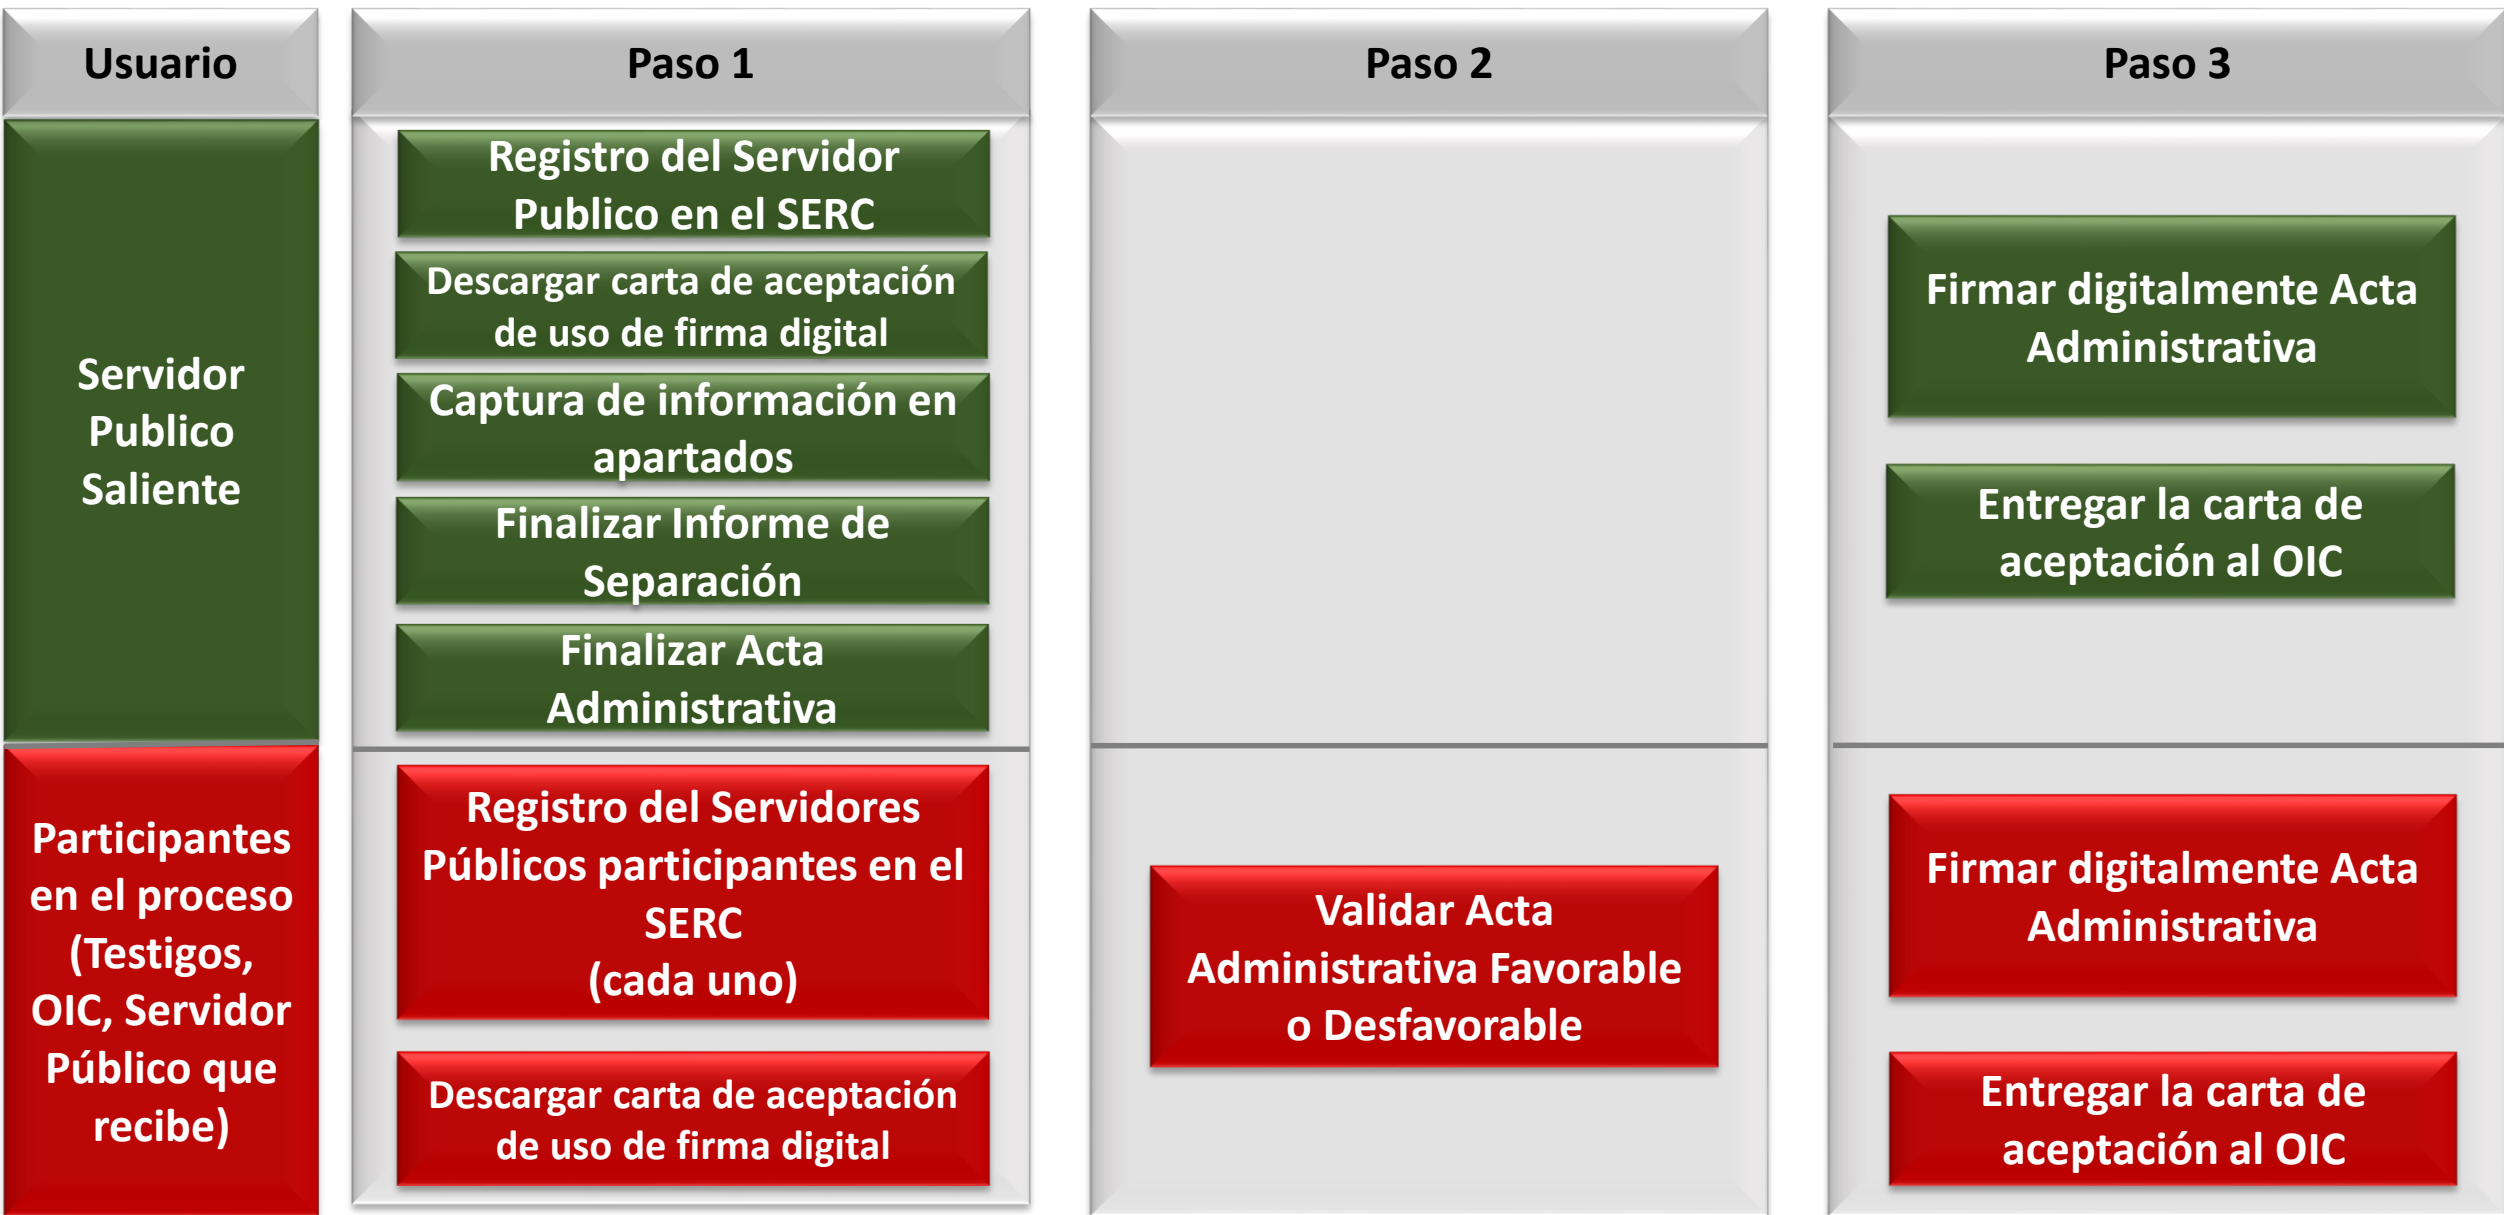 Usuario
Paso 1
Paso 2
Paso 3
Servidor
Publico
Saliente
Registro del Servidor
Publico en el SERC
Descargar carta de aceptación
de uso de firma digital
Captura de información en
apartados
Finalizar Informe de
Separación
Finalizar Acta
Administrativa
Firmar digitalmente Acta
Administrativa
Entregar la carta de
aceptación al OIC
Participantes
en el proceso
(Testigos,
OIC, Servidor
Público que
recibe)
Registro del Servidores
Públicos participantes en el
SERC
(cada uno)
Descargar carta de aceptación
de uso de firma digital
Validar Acta
Administrativa Favorable
o Desfavorable
Firmar digitalmente Acta
Administrativa
Entregar la carta de
aceptación al OIC